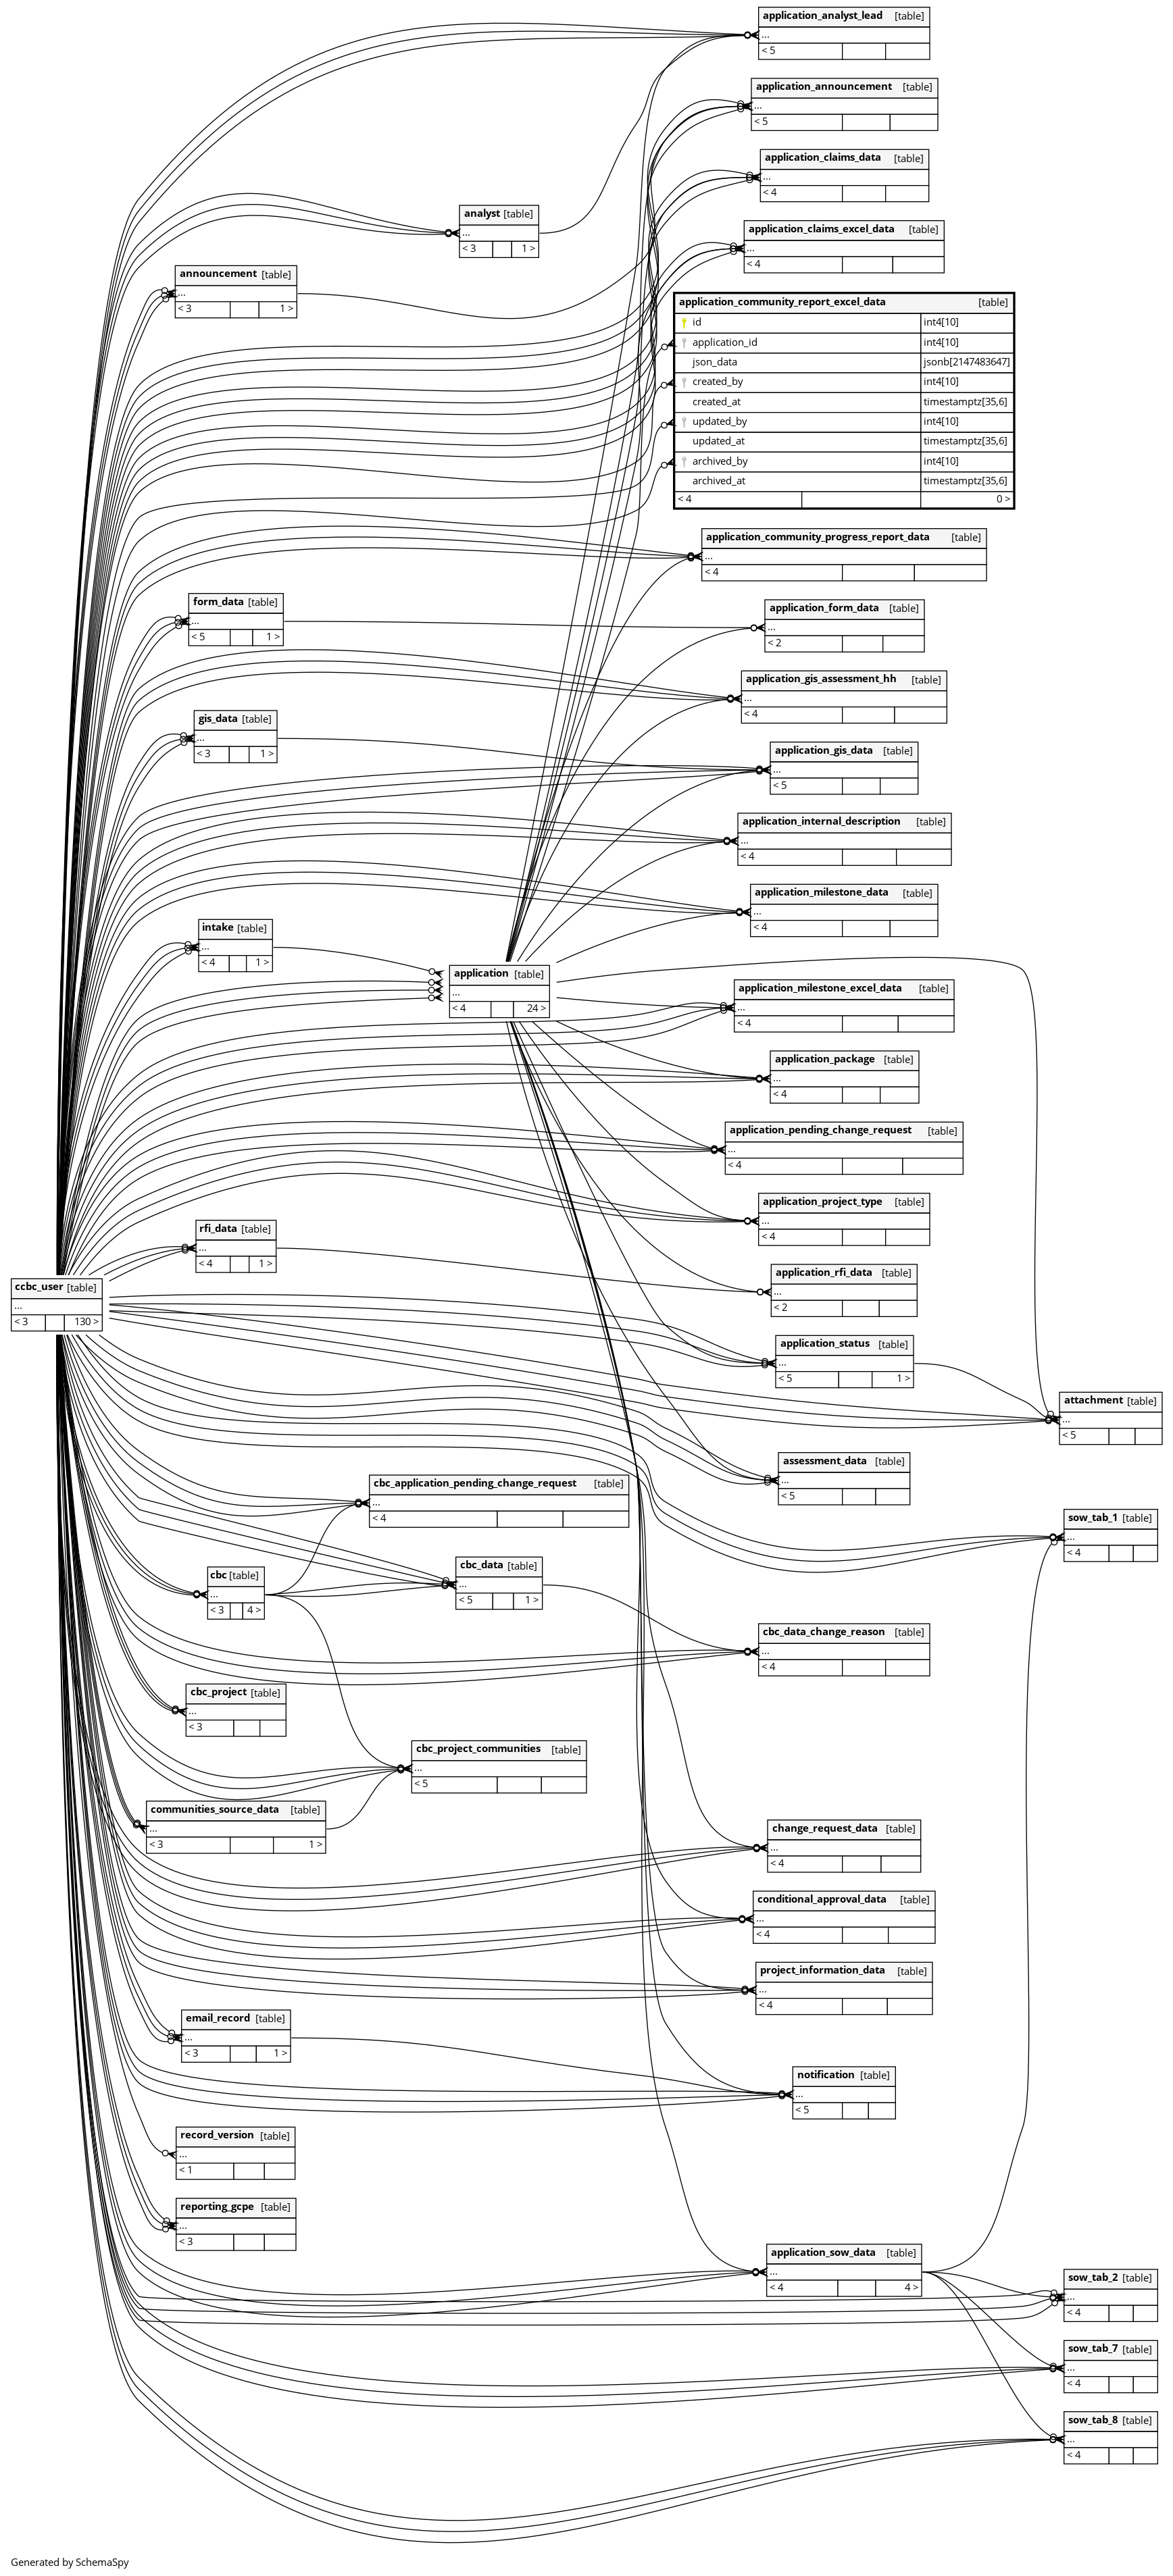 application_analyst_lead [table]
...
< 5
application_announcement [table]
...
< 5
application_claims_data [table]
...
< 4
analyst [table]
...
< 3 1 >
application_claims_excel_data [table]
...
< 4
announcement [table]
...
< 3 1 >
application_community_report_excel_data [table]
id int4[10]
application_id int4[10]
json_data jsonb[2147483647]
created_by int4[10]
created_at timestamptz[35,6]
updated_by int4[10]
updated_at timestamptz[35,6]
archived_by int4[10]
archived_at timestamptz[35,6]
< 4 0 >
application_community_progress_report_data [table]
...
< 4
form_data [table]
...
< 5 1 >
application_form_data [table]
...
< 2
application_gis_assessment_hh [table]
...
< 4
gis_data [table]
...
< 3 1 >
application_gis_data [table]
...
< 5
application_internal_description [table]
...
< 4
application_milestone_data [table]
...
< 4
intake [table]
...
< 4 1 >
application [table]
...
< 4 24 >
application_milestone_excel_data [table]
...
< 4
application_package [table]
...
< 4
application_pending_change_request [table]
...
< 4
application_project_type [table]
...
< 4
rfi_data [table]
...
< 4 1 >
application_rfi_data [table]
...
< 2
ccbc_user [table]
...
< 3 130 >
application_status [table]
...
< 5 1 >
attachment [table]
...
< 5
assessment_data [table]
...
< 5
cbc_application_pending_change_request [table]
...
< 4
sow_tab_1 [table]
...
< 4
cbc_data [table]
...
< 5 1 >
cbc [table]
...
< 3 4 >
cbc_data_change_reason [table]
...
< 4
cbc_project [table]
...
< 3
cbc_project_communities [table]
...
< 5
communities_source_data [table]
...
< 3 1 >
change_request_data [table]
...
< 4
conditional_approval_data [table]
...
< 4
project_information_data [table]
...
< 4
email_record [table]
...
< 3 1 >
notification [table]
...
< 5
record_version [table]
...
< 1
reporting_gcpe [table]
...
< 3
application_sow_data [table]
...
< 4 4 >
sow_tab_2 [table]
...
< 4
sow_tab_7 [table]
...
< 4
sow_tab_8 [table]
...
< 4
Generated by SchemaSpy